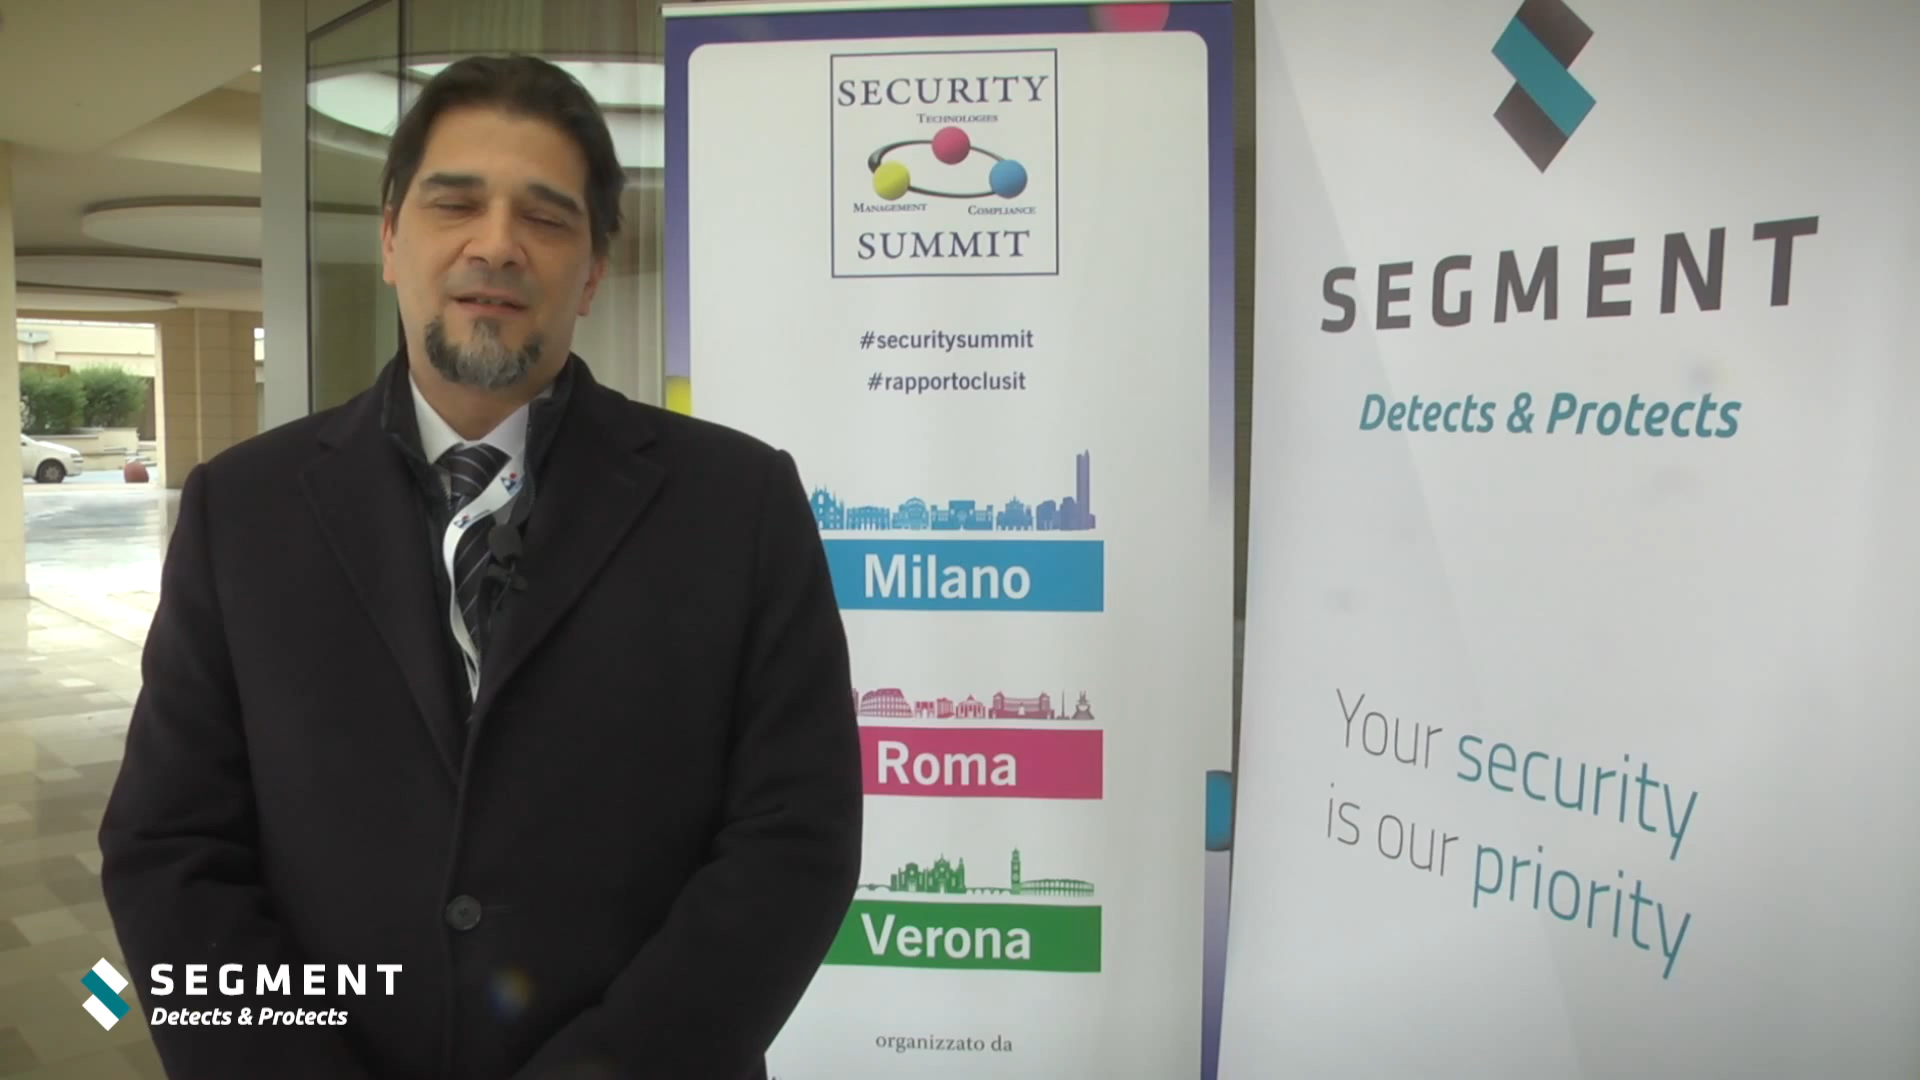 SECURITY
TECHNOLOGIES
MANAGEMENT
COMPLIANCE
SUMMIT
#securitysummit
#rapportoclusit
Milano
Roma
Verona
organizzato da
SEGMENT
Detects & Protects
Your security
is our priority
SEGMENT
Detects & Protects